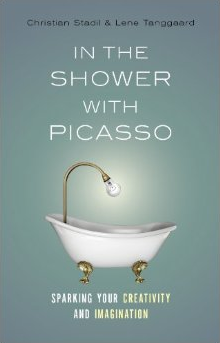 Christian Stadil & Lene Tanggaard
IN THE
SHOWER
WITH
PICASSO
SPARKING YOUR CREATIVITY
AND IMAGINATION